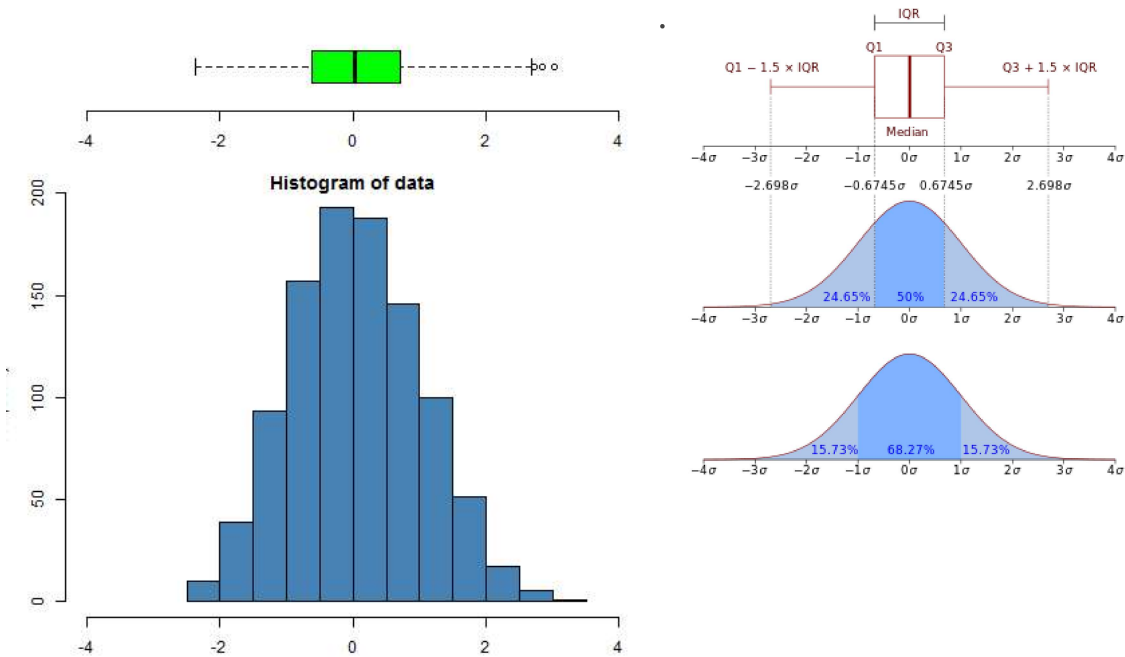 -4 -2 0 2 4
Histogram of data
200
150
100
50
0
-4 -2 0 2 4
IQR
Q1 Q3
Q1 − 1.5 × IQR Q3 + 1.5 × IQR
Median
−4σ −3σ −2σ −1σ 0σ 1σ 2σ 3σ 4σ
−2.698σ −0.6745σ 0.6745σ 2.698σ
24.65% 50% 24.65%
−4σ −3σ −2σ −1σ 0σ 1σ 2σ 3σ 4σ
15.73% 68.27% 15.73%
−4σ −3σ −2σ −1σ 0σ 1σ 2σ 3σ 4σ